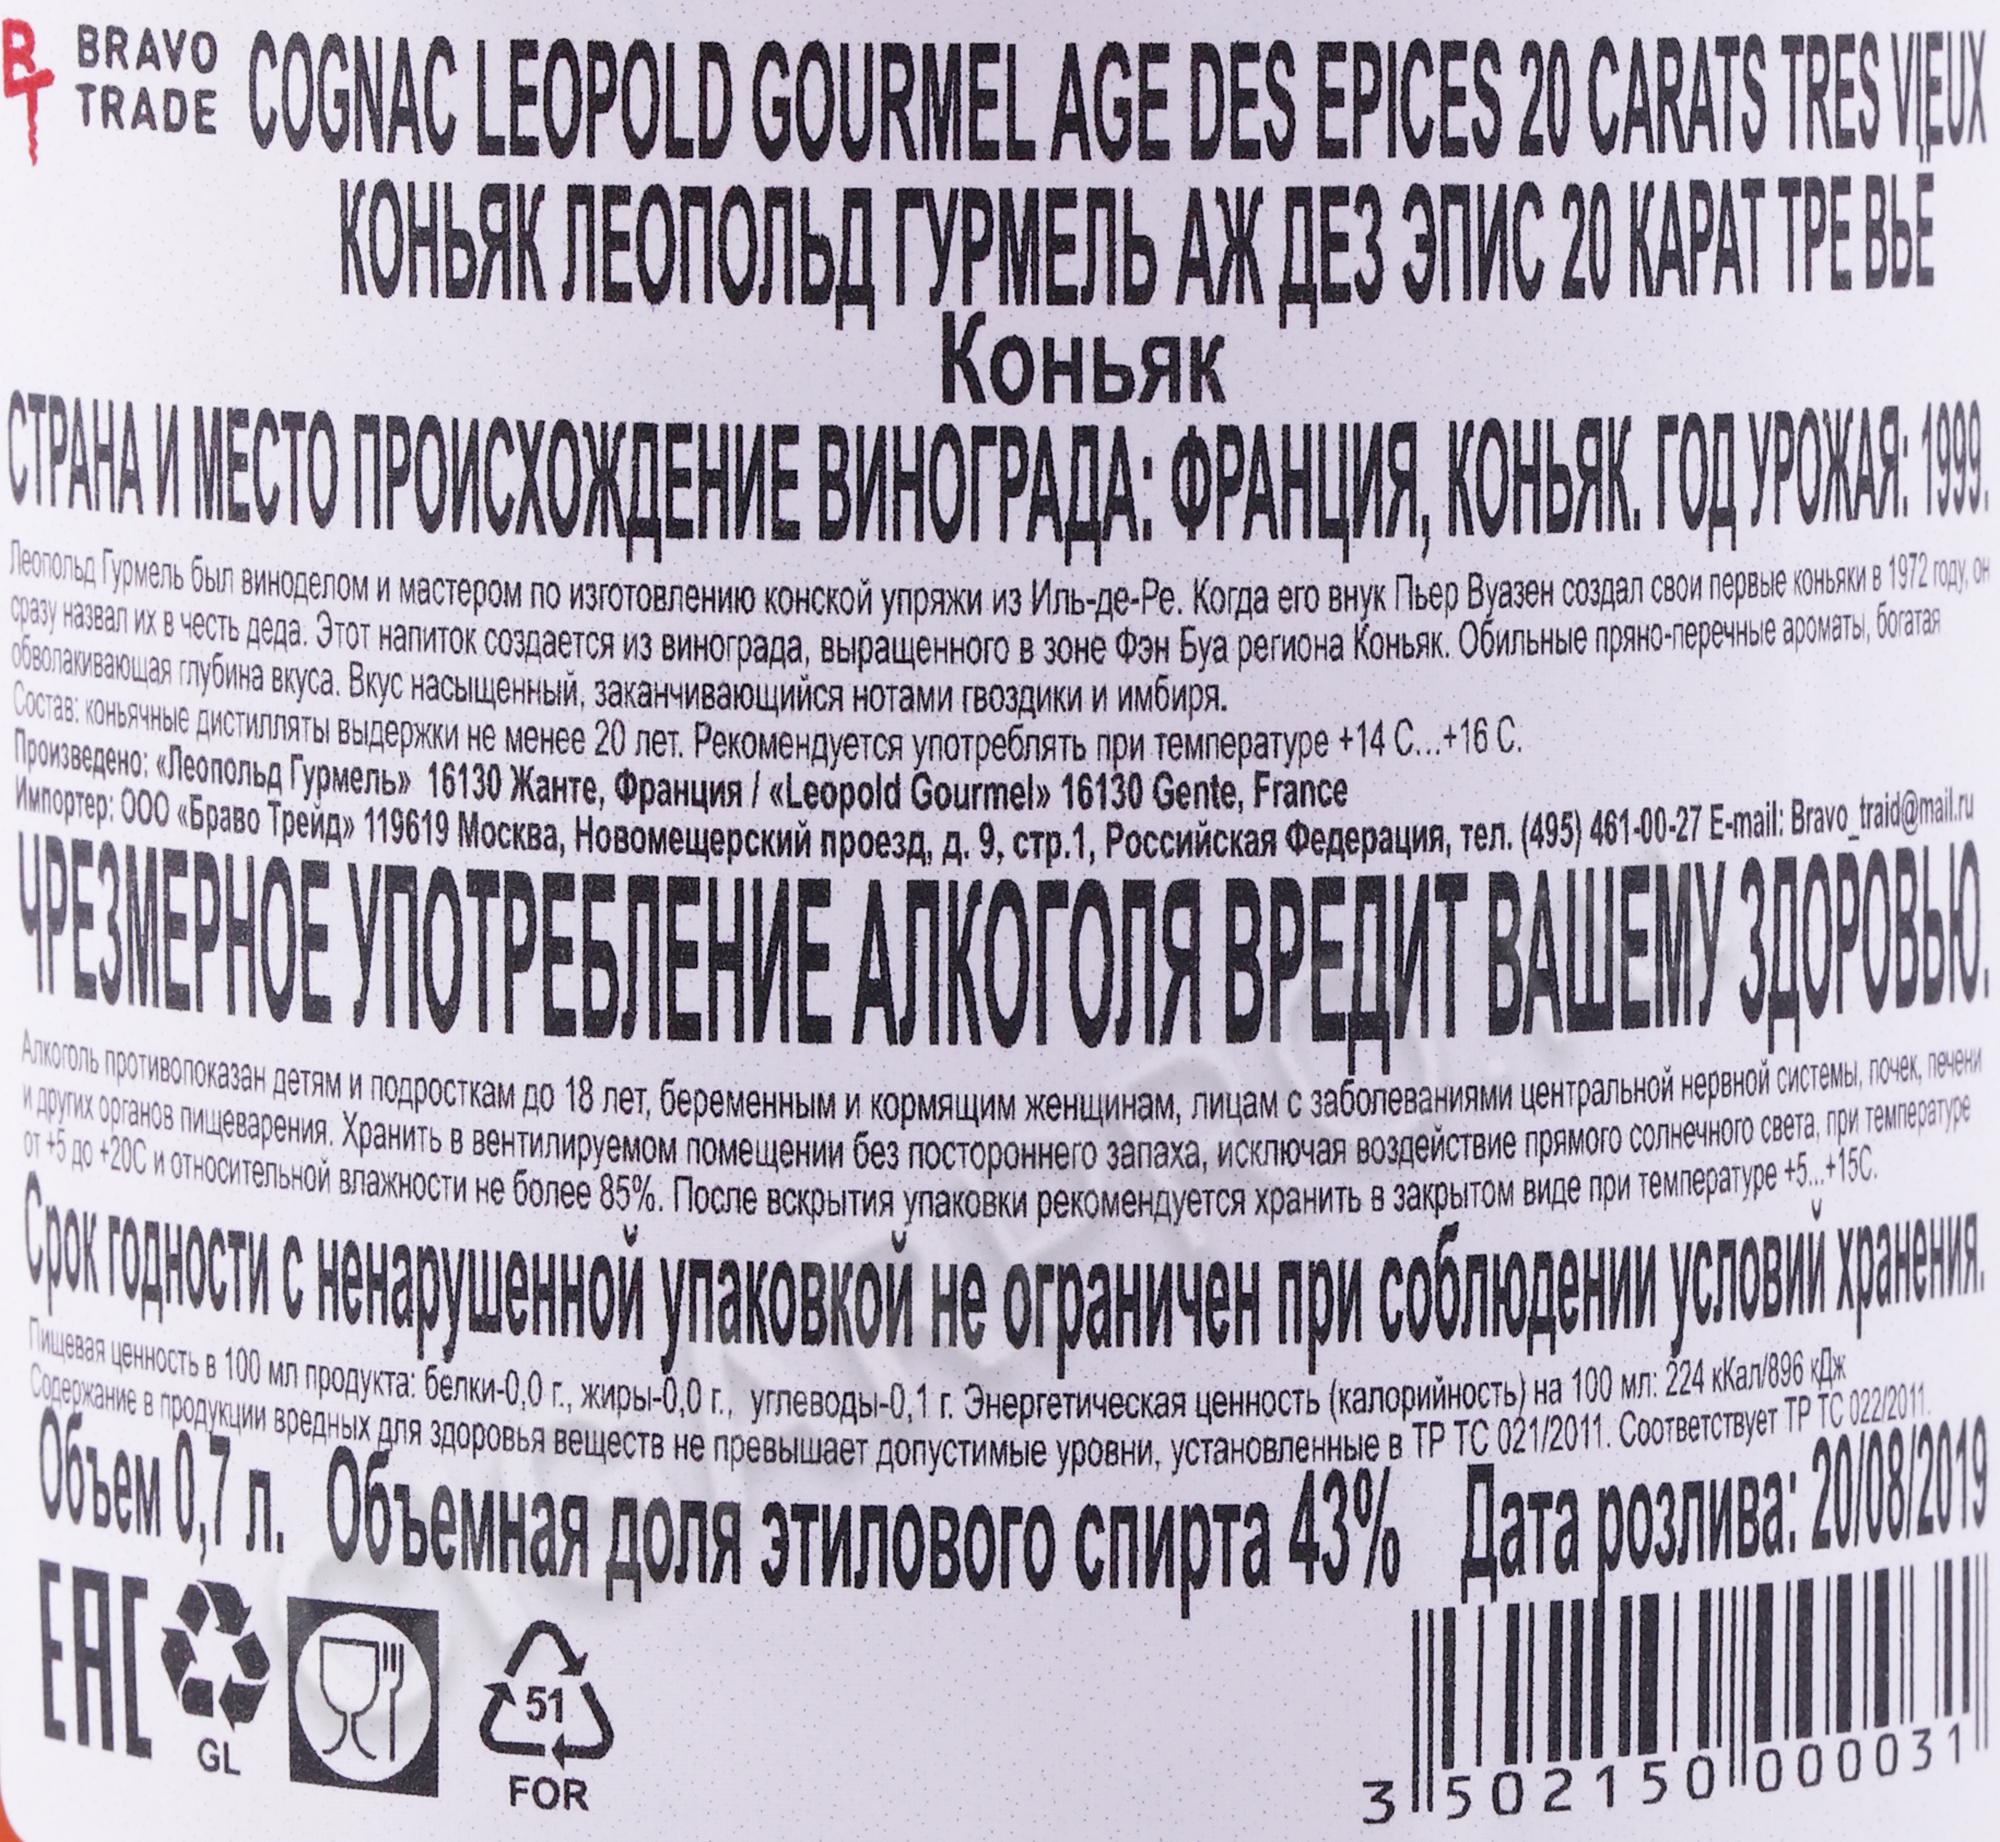 BRAVO
TRADE
COGNAC LEOPOLD GOURMEL AGE DES EPICES 20 CARATS TRES VIEUX
КОНЬЯК ЛЕОПОЛЬД ГУРМЕЛЬ АЖ ДЕЗ ЭПИС 20 КАРАТ ТРЕ ВЬЁ
Коньяк
СТРАНА И МЕСТО ПРОИСХОЖДЕНИЕ ВИНОГРАДА: ФРАНЦИЯ, КОНЬЯК. ГОД УРОЖАЯ: 1999.
Леопольд Гурмель был виноделом и мастером по изготовлению конской упряжи из Иль-де-Ре. Когда его внук Пьер Вуазен создал свои первые коньяки в 1972 году, он
сразу назвал их в честь деда. Этот напиток создается из винограда, выращенного в зоне Фэн Буа региона Коньяк. Обильные пряно-перечные ароматы, богатая
обволакивающая глубина вкуса. Вкус насыщенный, заканчивающийся нотами гвоздики и имбиря.
Состав: коньячные дистилляты выдержки не менее 20 лет. Рекомендуется употреблять при температуре +14 С...+16 С.
Произведено: «Леопольд Гурмель» 16130 Жанте, Франция / «Leopold Gourmel» 16130 Gente, France
Импортер: ООО «Браво Трейд» 119619 Москва, Новомещерский проезд, д. 9, стр.1, Российская Федерация, тел. (495) 461-00-27 E-mail: Bravo_traid@mail.ru
ЧРЕЗМЕРНОЕ УПОТРЕБЛЕНИЕ АЛКОГОЛЯ ВРЕДИТ ВАШЕМУ ЗДОРОВЬЮ.
Алкоголь противопоказан детям и подросткам до 18 лет, беременным и кормящим женщинам, лицам с заболеваниями центральной нервной системы, почек, печени
и других органов пищеварения. Хранить в вентилируемом помещении без постороннего запаха, исключая воздействие прямого солнечного света, при температуре
от +5 до +20С и относительной влажности не более 85%. После вскрытия упаковки рекомендуется хранить в закрытом виде при температуре +5...+15С.
Срок годности с ненарушенной упаковкой не ограничен при соблюдении условий хранения.
Пищевая ценность в 100 мл продукта: белки-0,0 г., жиры-0,0 г., углеводы-0,1 г. Энергетическая ценность (калорийность) на 100 мл: 224 кКал/896 кДж
Содержание в продукции вредных для здоровья веществ не превышает допустимые уровни, установленные в ТР ТС 021/2011. Соответствует ТР ТС 022/2011.
Объем 0,7 л. Объемная доля этилового спирта 43% Дата розлива: 20/08/2019
EAC
GL
51
FOR
3 502150 000031